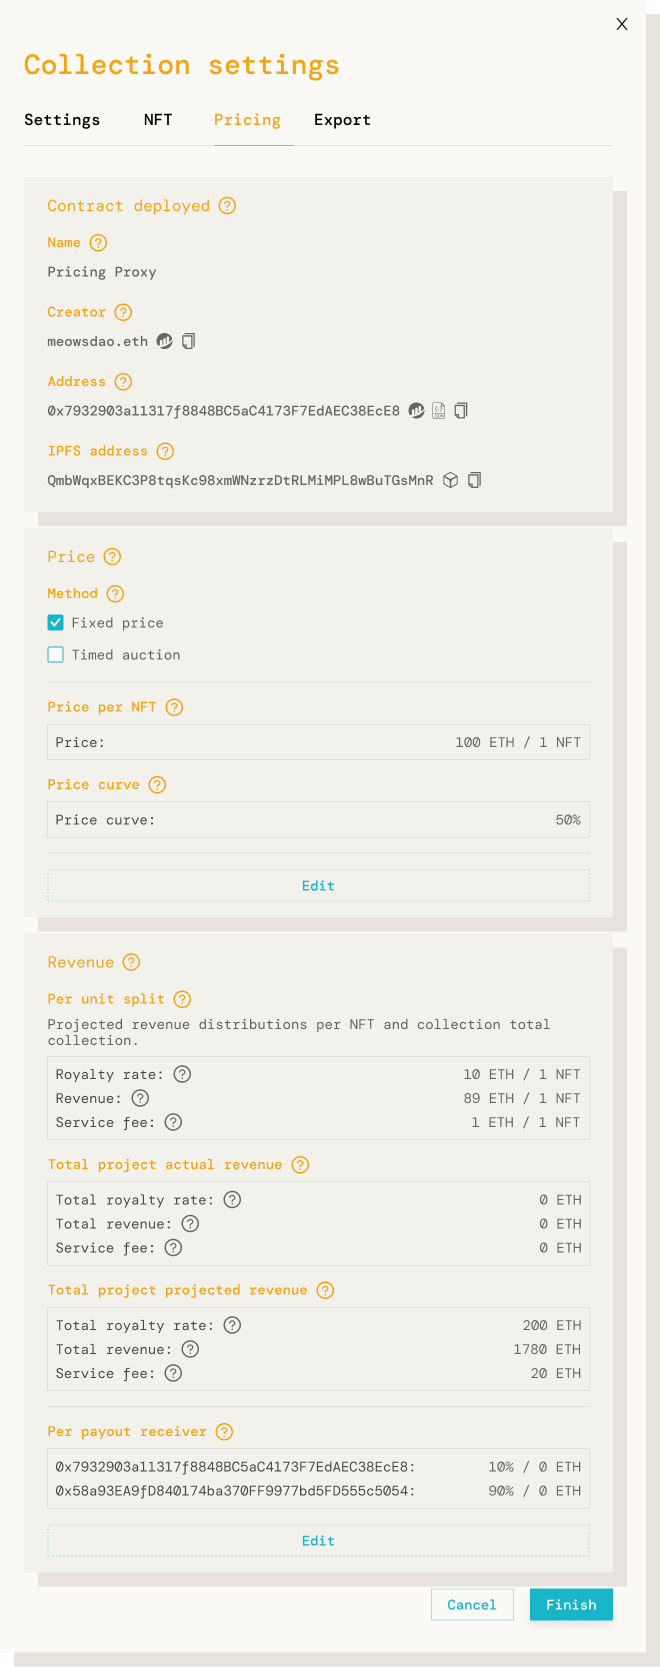 X
Collection settings
Settings NFT Pricing Export
Contract deployed ?
Name ?
Pricing Proxy
Creator ?
meowsdao.eth
Address ?
0x7932903a11317ƒ8848BC5aC4173F7EdAEC38EcE8
IPFS address ?
QmbWqxBEKC3P8tqsKc98xmWNzrzDtRLMiMPL8wBuTGsMnR
Price ?
Method ?
Fixed price
Timed auction
Price per NFT ?
Price: 100 ETH / 1 NFT
Price curve ?
Price curve: 50%
Edit
Revenue ?
Per unit split ?
Projected revenue distributions per NFT and collection total
collection.
Royalty rate: ? 10 ETH / 1 NFT
Revenue: ? 89 ETH / 1 NFT
Service fee: ? 1 ETH / 1 NFT
Total project actual revenue ?
Total royalty rate: ? 0 ETH
Total revenue: ? 0 ETH
Service fee: ? 0 ETH
Total project projected revenue ?
Total royalty rate: ? 200 ETH
Total revenue: ? 1780 ETH
Service fee: ? 20 ETH
Per payout receiver ?
0x7932903a11317ƒ8848BC5aC4173F7EdAEC38EcE8: 10% / 0 ETH
0x58a93EA9ƒD840174ba370FF9977bd5FD555c5054: 90% / 0 ETH
Edit
Cancel Finish